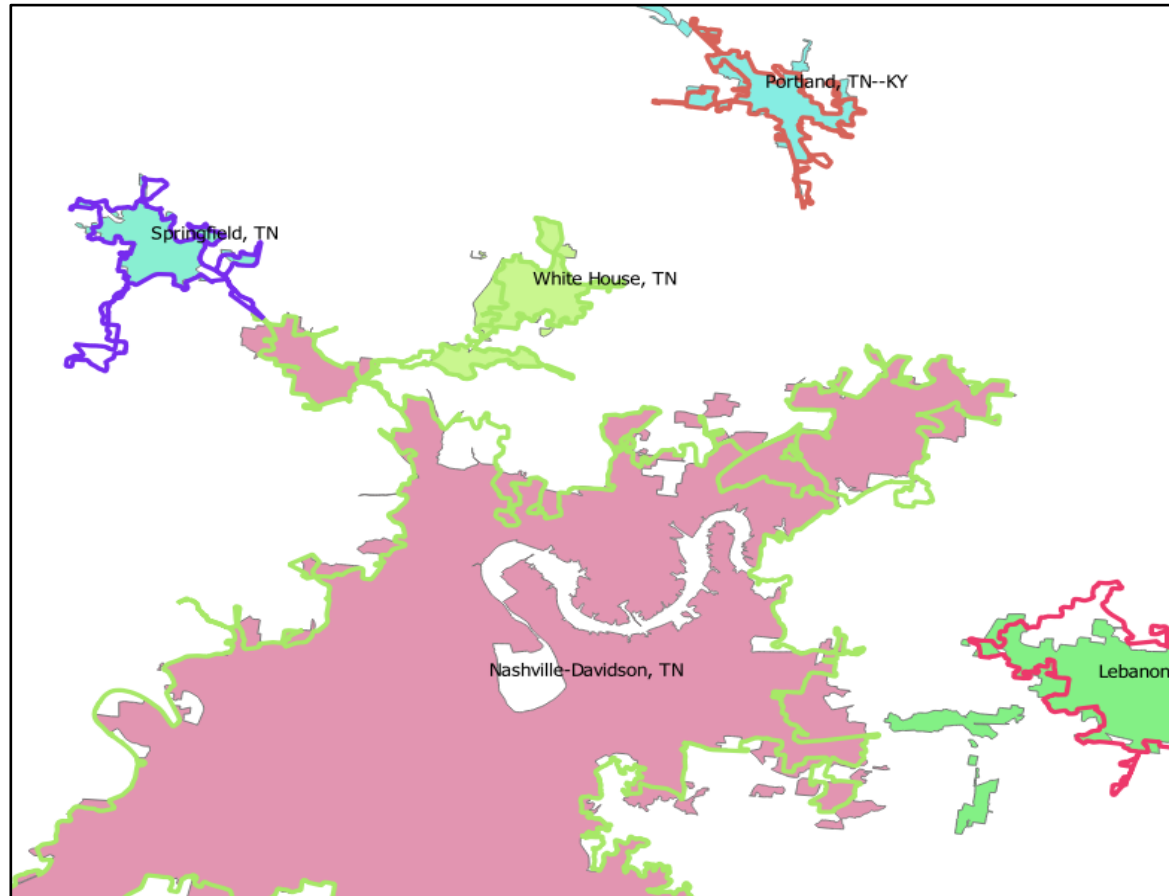 Portland, TN--KY
Springfield, TN
White House, TN
Nashville-Davidson, TN
Lebanon